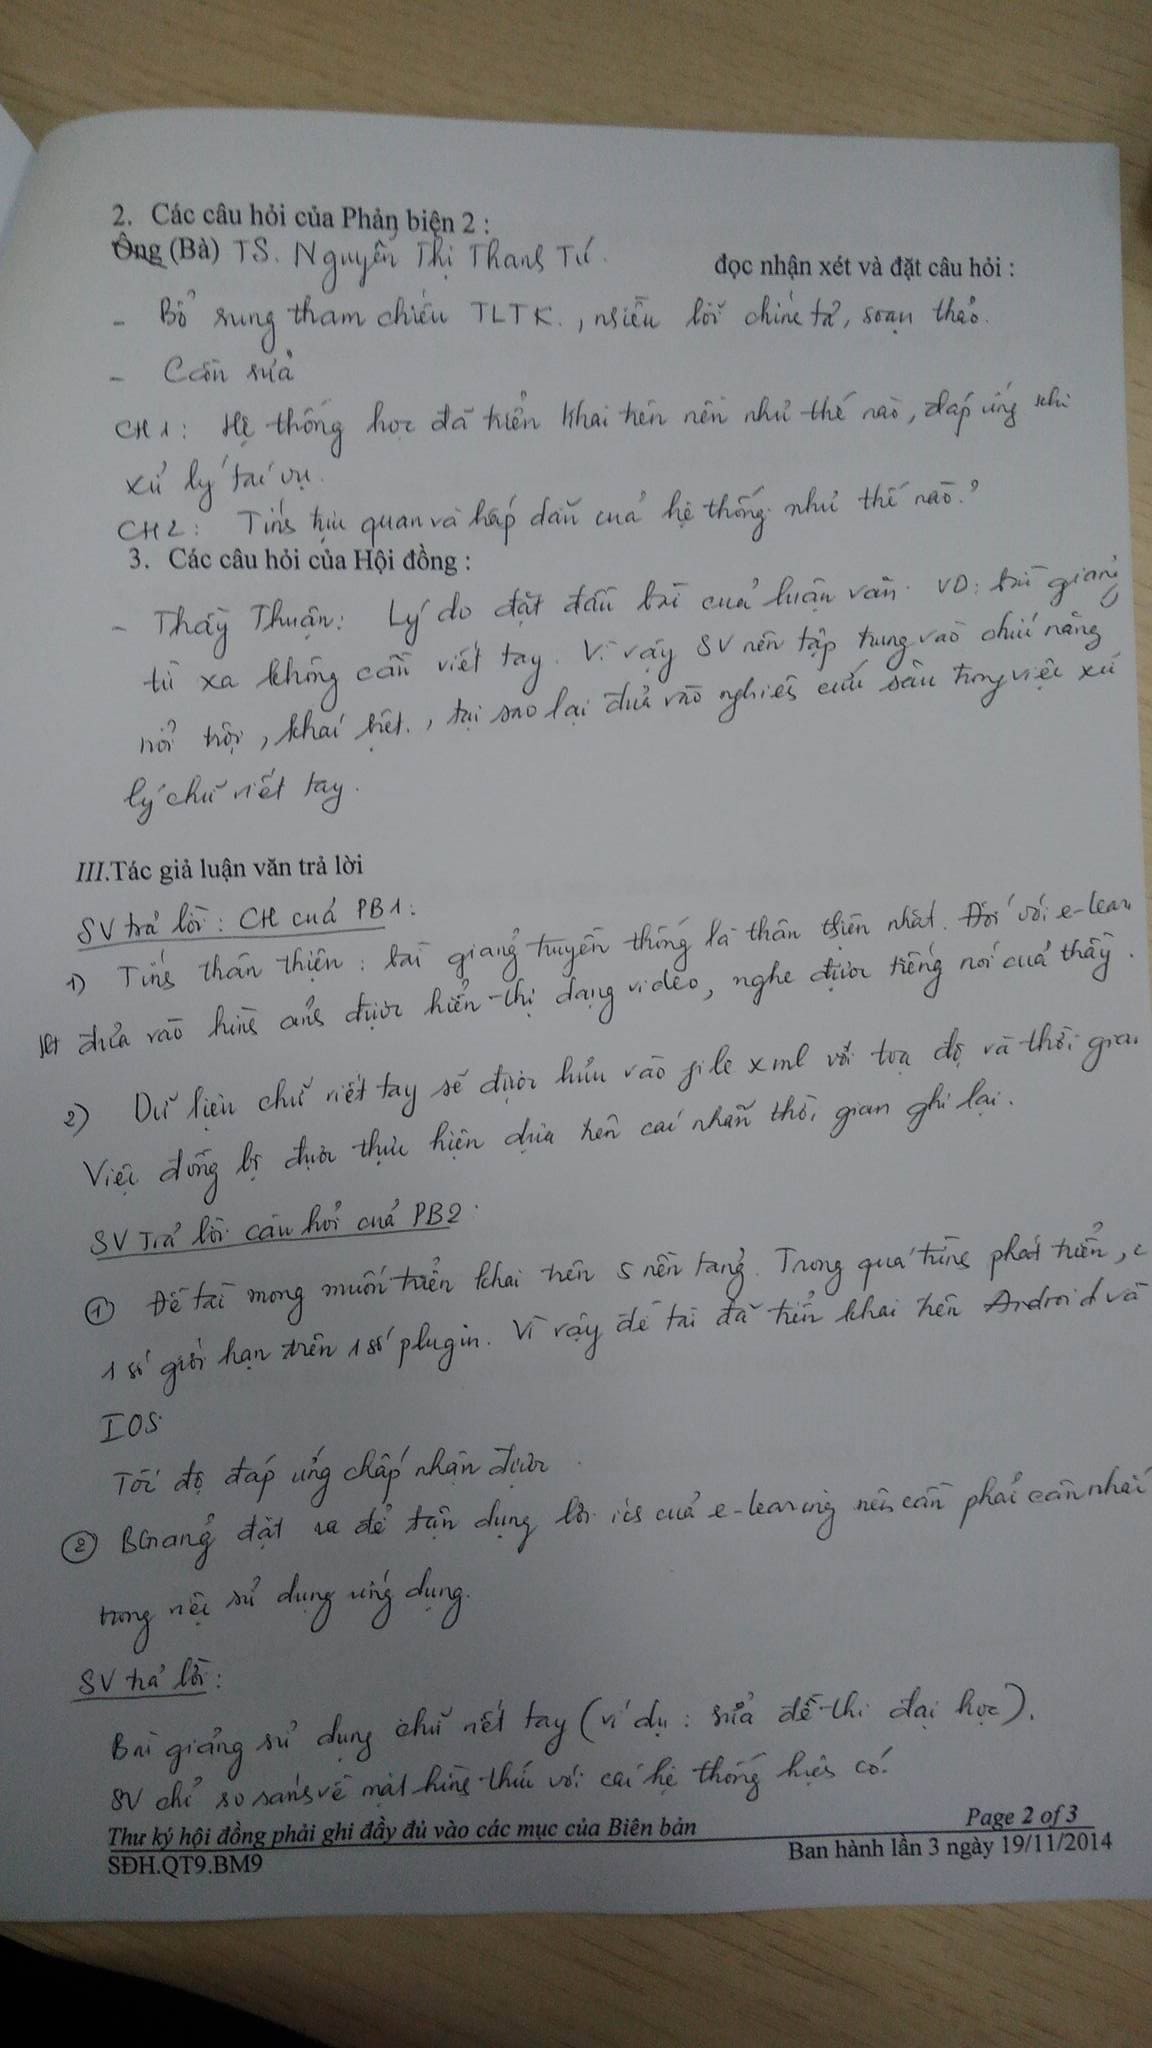 2. Các câu hỏi của Phản biện 2 :
Ông (Bà) TS. Nguyễn Thị Thanh Tú. đọc nhận xét và đặt câu hỏi :
- Bổ sung tham chiếu TLTK., nhiều lỗi chính tả, soạn thảo.
- Cần sửa
CH1: Hệ thống học đã triển khai trên nền như thế nào, đáp ứng khi
xử lý tác vụ.
CH2: Tính trực quan và hấp dẫn của hệ thống như thế nào?
3. Các câu hỏi của Hội đồng :
- Thầy Thuận: Lý do đặt đầu bài của luận văn. VD: bài giảng
từ xa không cần viết tay. Vì vậy SV nên tập trung vào chức năng
nổi trội, khác biệt., tại sao lại đưa vào nghiên cứu sâu trong việc xử
lý chữ viết tay.
III.Tác giả luận văn trả lời
SV trả lời: CH của PB1:
1) Tính thân thiện: bài giảng truyền thống là thân thiện nhất. Đối với e-lear
đưa vào hình ảnh được hiển thị dạng video, nghe được tiếng nói của thầy.
2) Dữ liệu chữ viết tay sẽ được lưu vào file xml với toạ độ và thời gian
Việc đồng bộ được thực hiện dựa trên các nhãn thời gian ghi lại.
SV Trả lời câu hỏi của PB2
① Đề tài mong muốn triển khai trên 5 nền tảng. Trong quá trình phát triển, c
1 số giới hạn trên 1 số plugin. Vì vậy đề tài đã triển khai trên Android và
IOS.
Tốc độ đáp ứng chấp nhận được.
② BGiảng đặt ra để tận dụng lợi ích của e-learning nên cần phải cân nhắc
trong việc sử dụng ứng dụng.
SV trả lời:
Bài giảng sử dụng chữ viết tay (ví dụ: sửa đề thi đại học).
SV chỉ so sánh về mặt hình thức với các hệ thống hiện có.
Thư ký hội đồng phải ghi đầy đủ vào các mục của Biên bản Page 2 of 3
SĐH.QT9.BM9 Ban hành lần 3 ngày 19/11/2014